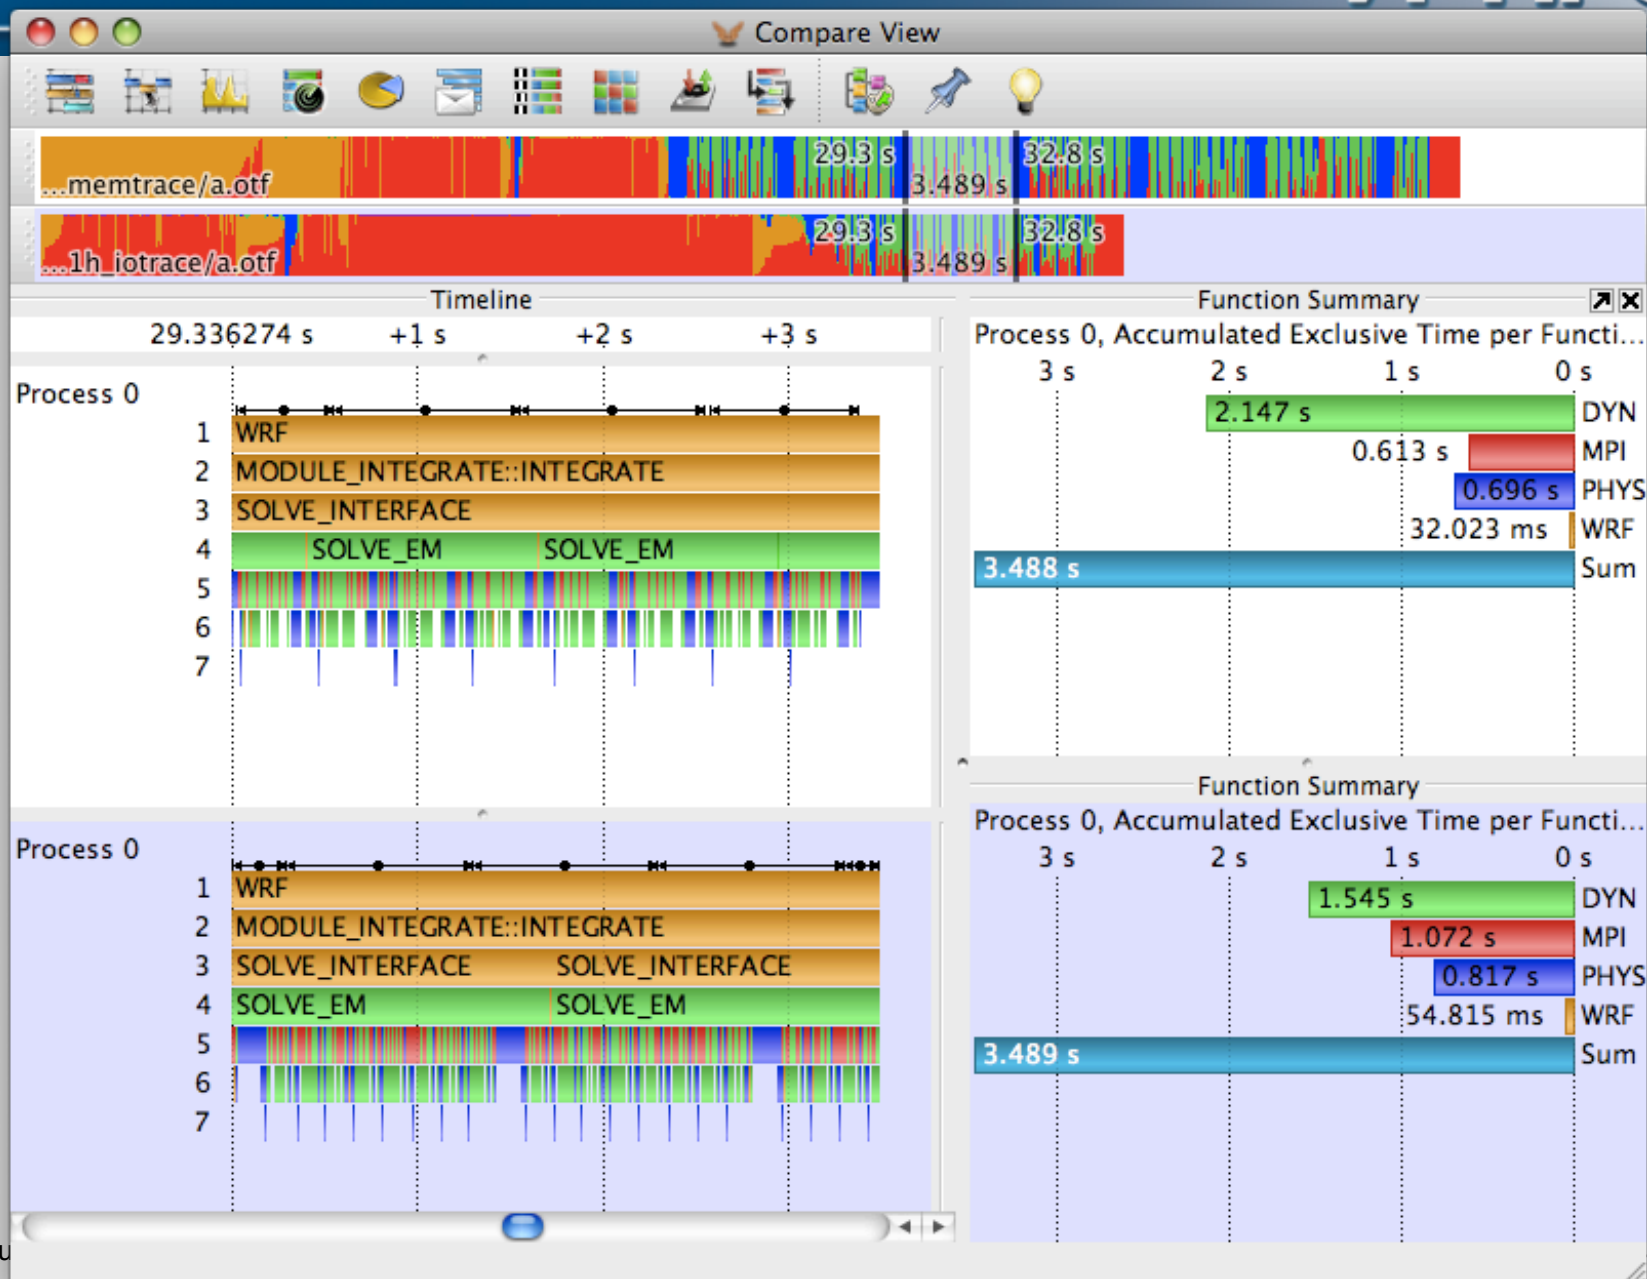 Compare View
29.3 s
32.8 s
...memtrace/a.otf
3.489 s
29.3 s
32.8 s
...1h_iotrace/a.otf
3.489 s
Timeline
29.336274 s +1 s +2 s +3 s
Process 0
1 WRF
2 MODULE_INTEGRATE::INTEGRATE
3 SOLVE_INTERFACE
4 SOLVE_EM SOLVE_EM
5
6
7
Process 0
1 WRF
2 MODULE_INTEGRATE::INTEGRATE
3 SOLVE_INTERFACE SOLVE_INTERFACE
4 SOLVE_EM SOLVE_EM
5
6
7
Function Summary
Process 0, Accumulated Exclusive Time per Functi...
3 s 2 s 1 s 0 s
2.147 s DYN
0.613 s MPI
0.696 s PHYS
32.023 ms WRF
3.488 s Sum
Function Summary
Process 0, Accumulated Exclusive Time per Functi...
3 s 2 s 1 s 0 s
1.545 s DYN
1.072 s MPI
0.817 s PHYS
54.815 ms WRF
3.489 s Sum